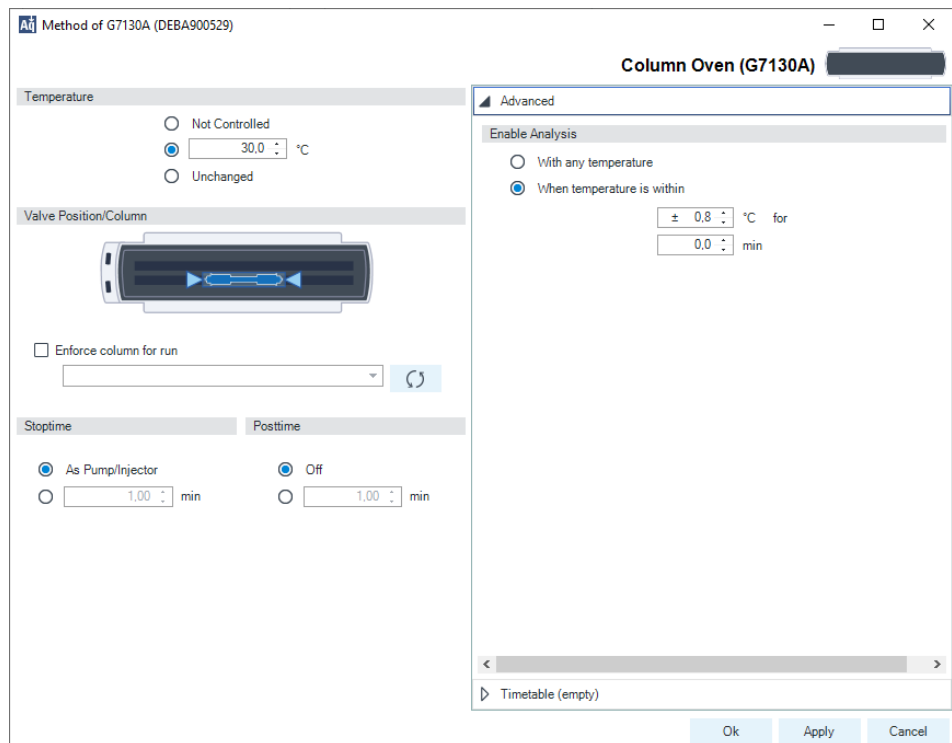 Method of G7130A (DEBA900529)
Column Oven (G7130A)
Temperature
Not Controlled
30,0 °C
Unchanged
Valve Position/Column
Enforce column for run
Stoptime
As Pump/Injector
1,00 min
Posttime
Off
1,00 min
Advanced
Enable Analysis
With any temperature
When temperature is within
± 0,8 °C for
0,0 min
Timetable (empty)
Ok Apply Cancel